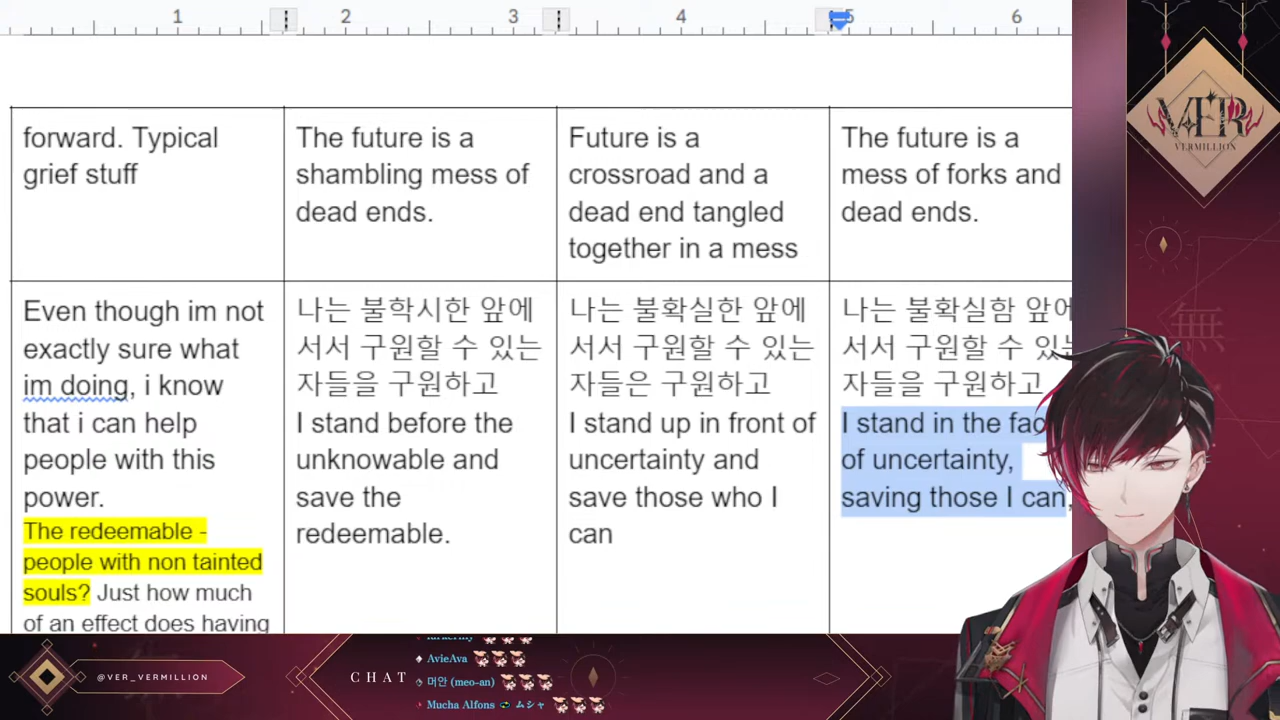 1
2
3
4
5
6
forward. Typical
grief stuff
The future is a
shambling mess of
dead ends.
Future is a
crossroad and a
dead end tangled
together in a mess
The future is a
mess of forks and
dead ends.
Even though im not
exactly sure what
im doing, i know
that i can help
people with this
power.
The redeemable -
people with non tainted
souls? Just how much
of an effect does having
나는 불학시한 앞에
서서 구원할 수 있는
자들을 구원하고
I stand before the
unknowable and
save the
redeemable.
나는 불확실한 앞에
서서 구원할 수 있는
자들은 구원하고
I stand up in front of
uncertainty and
save those who I
can
나는 불확실함 앞에
서서 구원할 수 있는
자들을 구원하고
I stand in the
of uncertainty,
saving those I can,
VER
VERMILLION
無
@VER_VERMILLION
CHAT
AvieAva
머안 (meo-an)
Mucha Alfons ムシャ